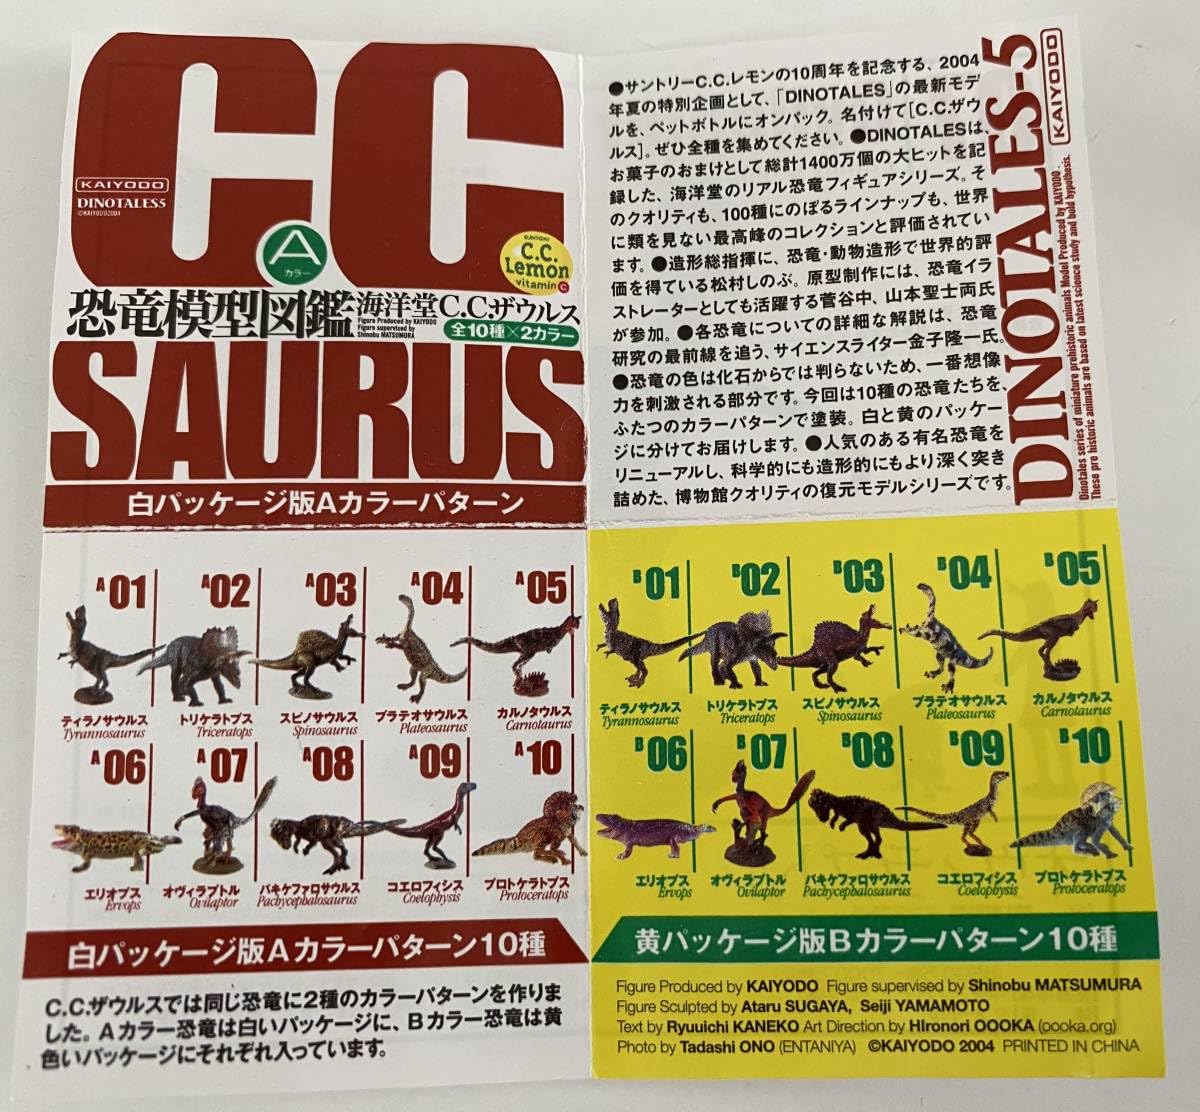 CC
KAIYODO
DINOTALES5
©KAIYODO2004
A
カラー
SUNTORY
C.C.
Lemon
vitamin C
恐竜模型図鑑 海洋堂C.C.ザウルス
Figure Produced by KAIYODO
Figure supervised by
Shinobu MATSUMURA
全10種×2カラー
SAURUS
白パッケージ版Aカラーパターン
●サントリーC.C.レモンの10周年を記念する、2004
年夏の特別企画として、「DINOTALES」の最新モデ
ルを、ペットボトルにオンパック。名付けて[C.C.ザウ
ルス]。ぜひ全種を集めてください。●DINOTALESは、
お菓子のおまけとして総計1400万個の大ヒットを記
録した、海洋堂のリアル恐竜フィギュアシリーズ。そ
のクオリティも、100種にのぼるラインナップも、世界
に類を見ない最高峰のコレクションと評価されてい
ます。●造形総指揮に、恐竜・動物造形で世界的評
価を得ている松村しのぶ。原型制作には、恐竜イラ
ストレーターとしても活躍する菅谷中、山本聖士両氏
が参加。●各恐竜についての詳細な解説は、恐竜
研究の最前線を追う、サイエンスライター金子隆一氏。
●恐竜の色は化石からでは判らないため、一番想像
力を刺激される部分です。今回は10種の恐竜たちを、
ふたつのカラーパターンで塗装。白と黄のパッケー
ジに分けてお届けします。●人気のある有名恐竜を
リニューアルし、科学的にも造形的にもより深く突き
詰めた、博物館クオリティの復元モデルシリーズです。
DINOTALES-5
KAIYODO
Dinotales series of miniature prehistoric animals Model Produced by KAIYODO.
These pre historic animals are based on latest science study and bold hypothesis.
A01 A02 A03 A04 A05
ティラノサウルス トリケラトプス スピノサウルス プラテオサウルス カルノタウルス
Tyrannosaurus Triceratops Spinosaurus Plateosaurus Carnotaurus
A06 A07 A08 A09 A10
エリオプス オヴィラプトル パキケファロサウルス コエロフィシス プロトケラトプス
Ervops Ovilaptor Pachycephalosaurus Coelophysis Protoceratops
白パッケージ版Aカラーパターン10種
C.C.ザウルスでは同じ恐竜に2種のカラーパターンを作りま
した。Aカラー恐竜は白いパッケージに、Bカラー恐竜は黄
色いパッケージにそれぞれ入っています。
B01 B02 B03 B04 B05
ティラノサウルス トリケラトプス スピノサウルス プラテオサウルス カルノタウルス
Tyrannosaurus Triceratops Spinosaurus Plateosaurus Carnotaurus
B06 B07 B08 B09 B10
エリオプス オヴィラプトル パキケファロサウルス コエロフィシス プロトケラトプス
Ervops Ovilaptor Pachycephalosaurus Coelophysis Protoceratops
黄パッケージ版Bカラーパターン10種
Figure Produced by KAIYODO Figure supervised by Shinobu MATSUMURA
Figure Sculpted by Ataru SUGAYA, Seiji YAMAMOTO
Text by Ryuuichi KANEKO Art Direction by HIronori OOOKA (oooka.org)
Photo by Tadashi ONO (ENTANIYA) ©KAIYODO 2004 PRINTED IN CHINA